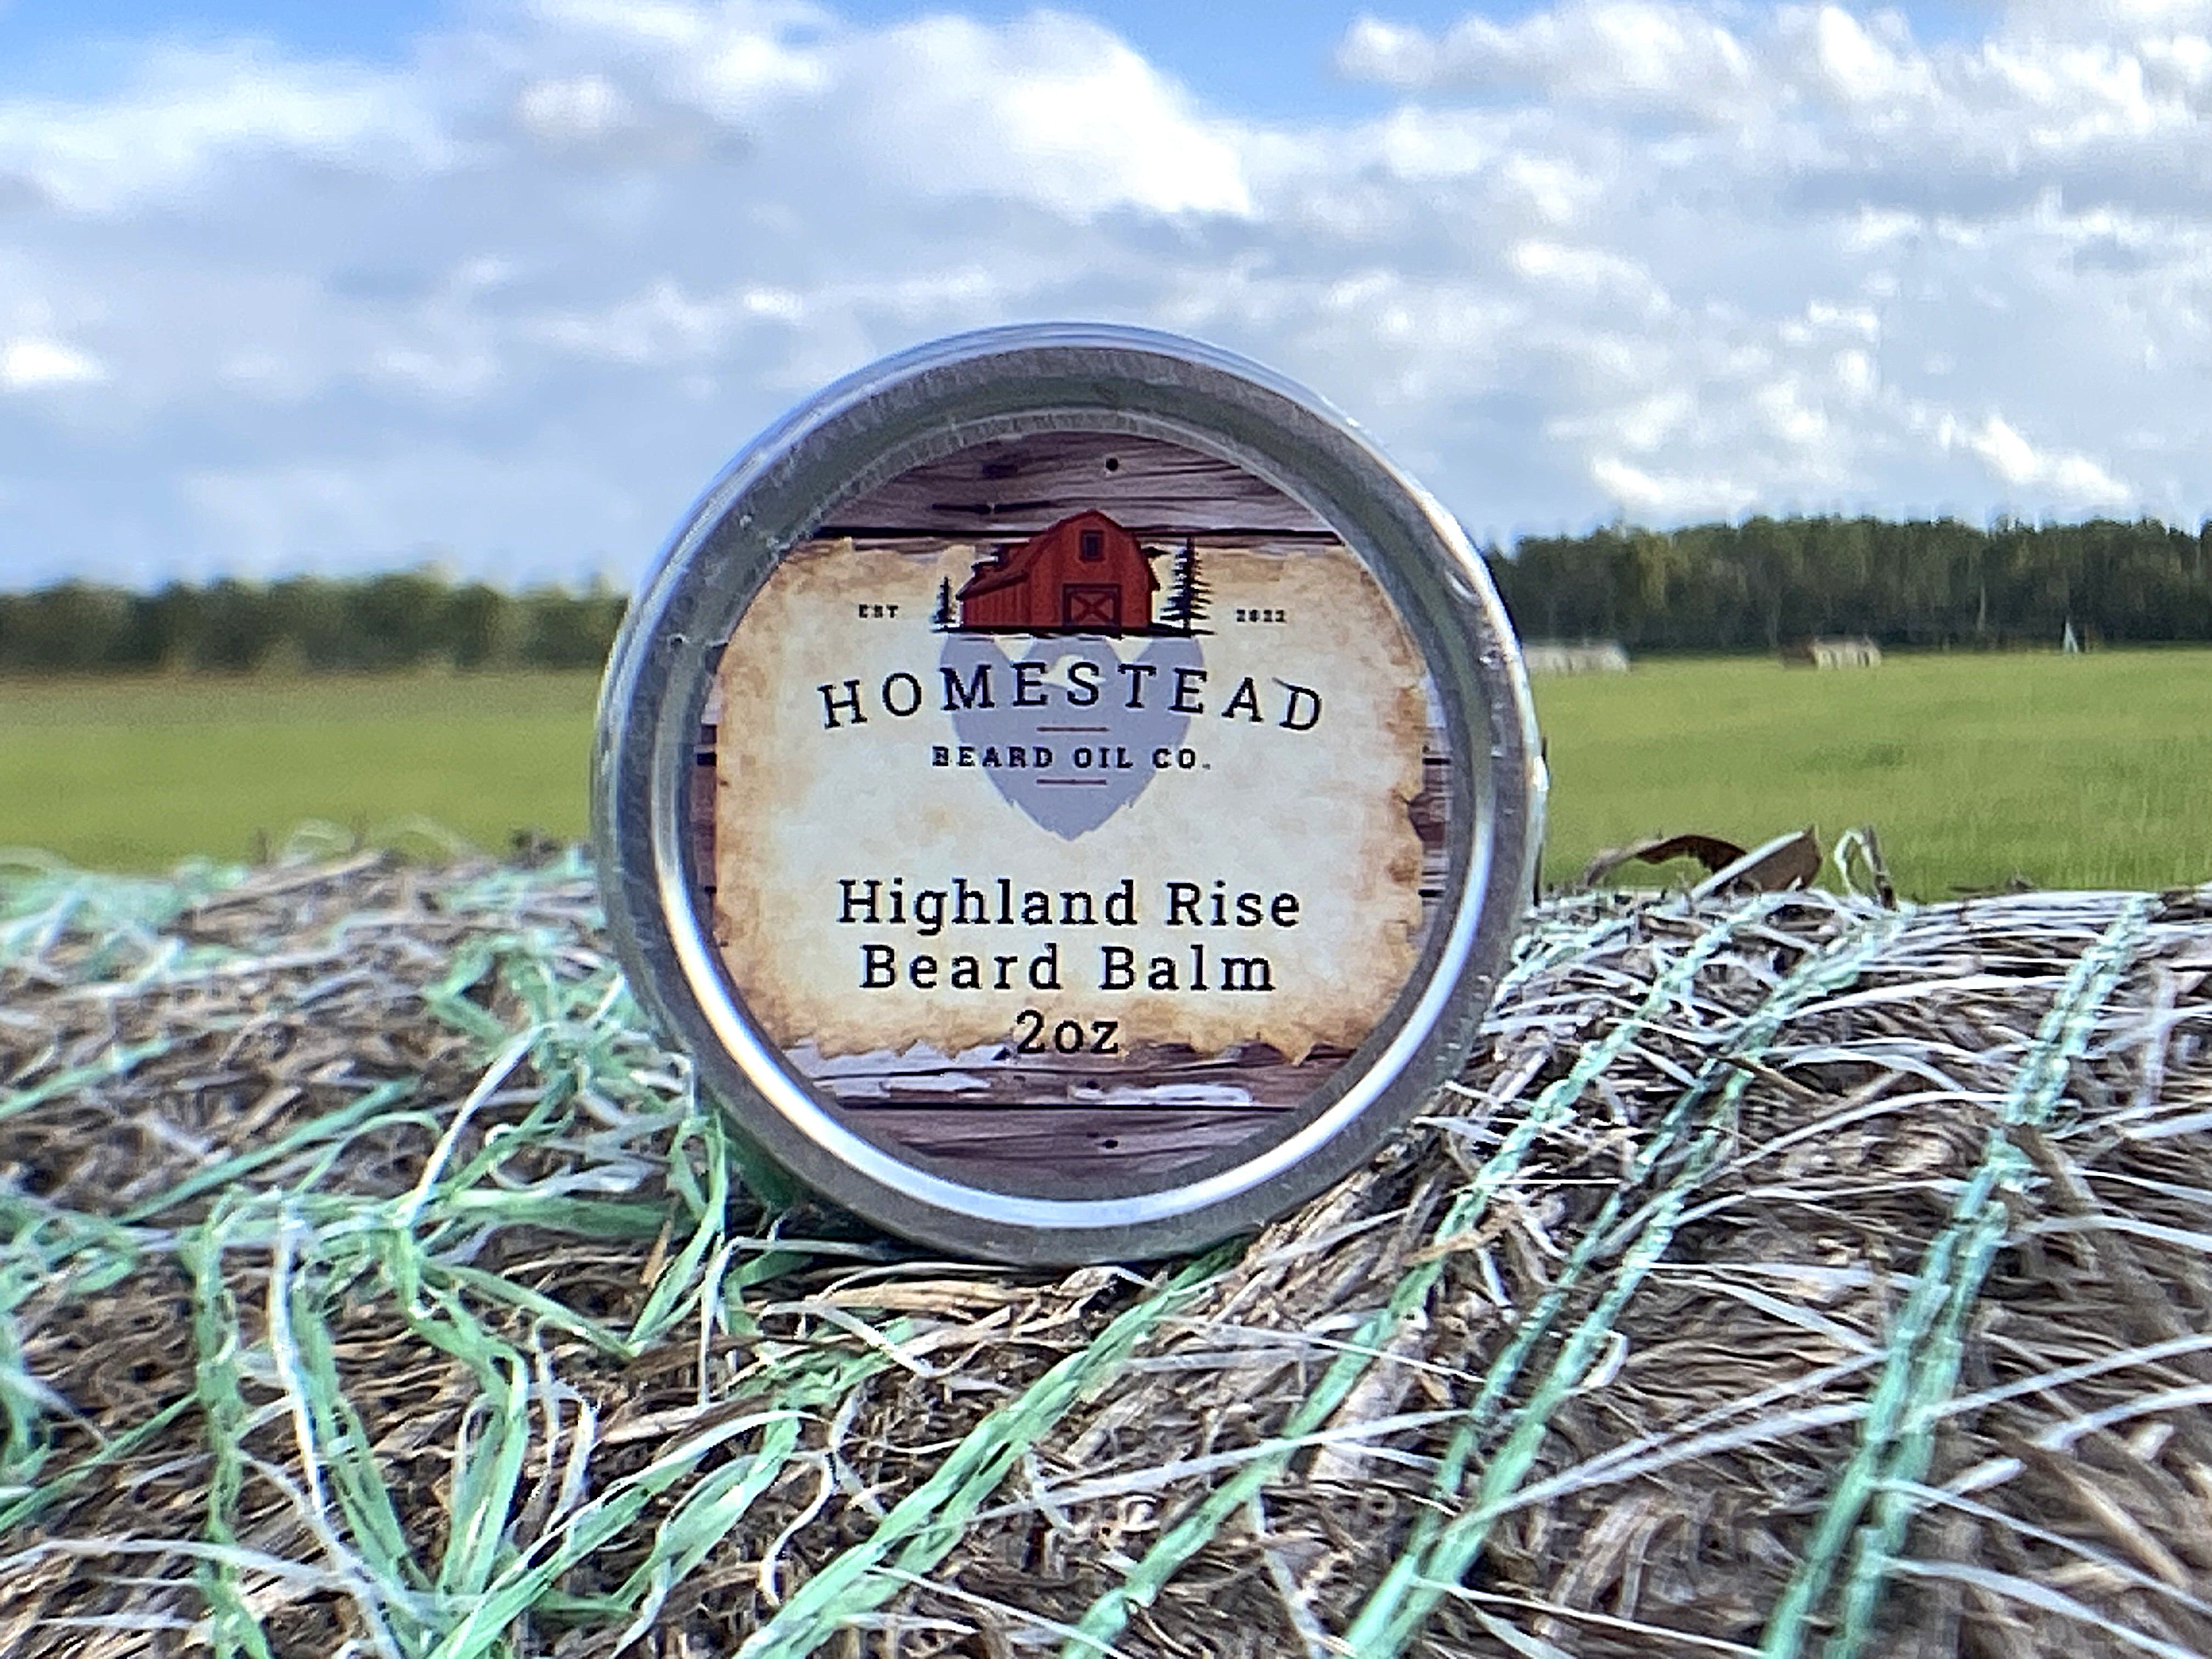 EST 2022
HOMESTEAD
BEARD OIL CO.
Highland Rise
Beard Balm
2oz